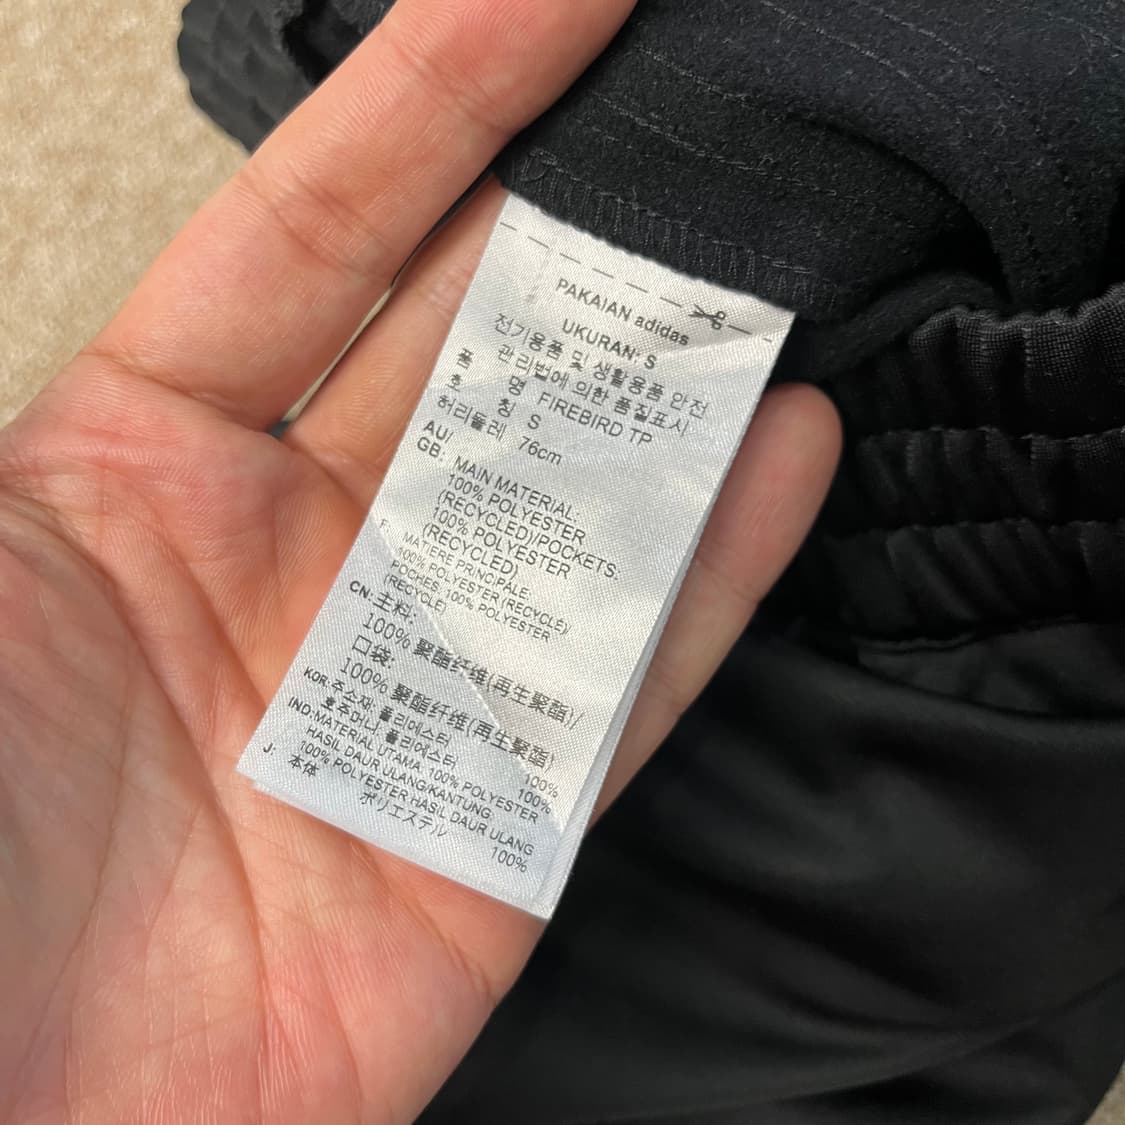 PAKAIAN adidas
UKURAN: S
전기용품 및 생활용품 안전
관리법에 의한 품질표시
품 명 FIREBIRD TP
호 칭 S
허리둘레 76cm
AU/
GB: MAIN MATERIAL:
100% POLYESTER
(RECYCLED)/POCKETS:
100% POLYESTER
(RECYCLED)
F: MATIERE PRINCIPALE:
100% POLYESTER (RECYCLÉ)/
POCHES: 100% POLYESTER
(RECYCLÉ)
CN: 主料:
100% 聚酯纤维(再生聚酯)/
口袋:
100% 聚酯纤维(再生聚酯)
KOR: 주소재: 폴리에스터 100%
호주머니: 폴리에스터 100%
IND: MATERIAL UTAMA: 100% POLYESTER
HASIL DAUR ULANG/KANTUNG:
100% POLYESTER HASIL DAUR ULANG
J: 本体
ポリエステル 100%